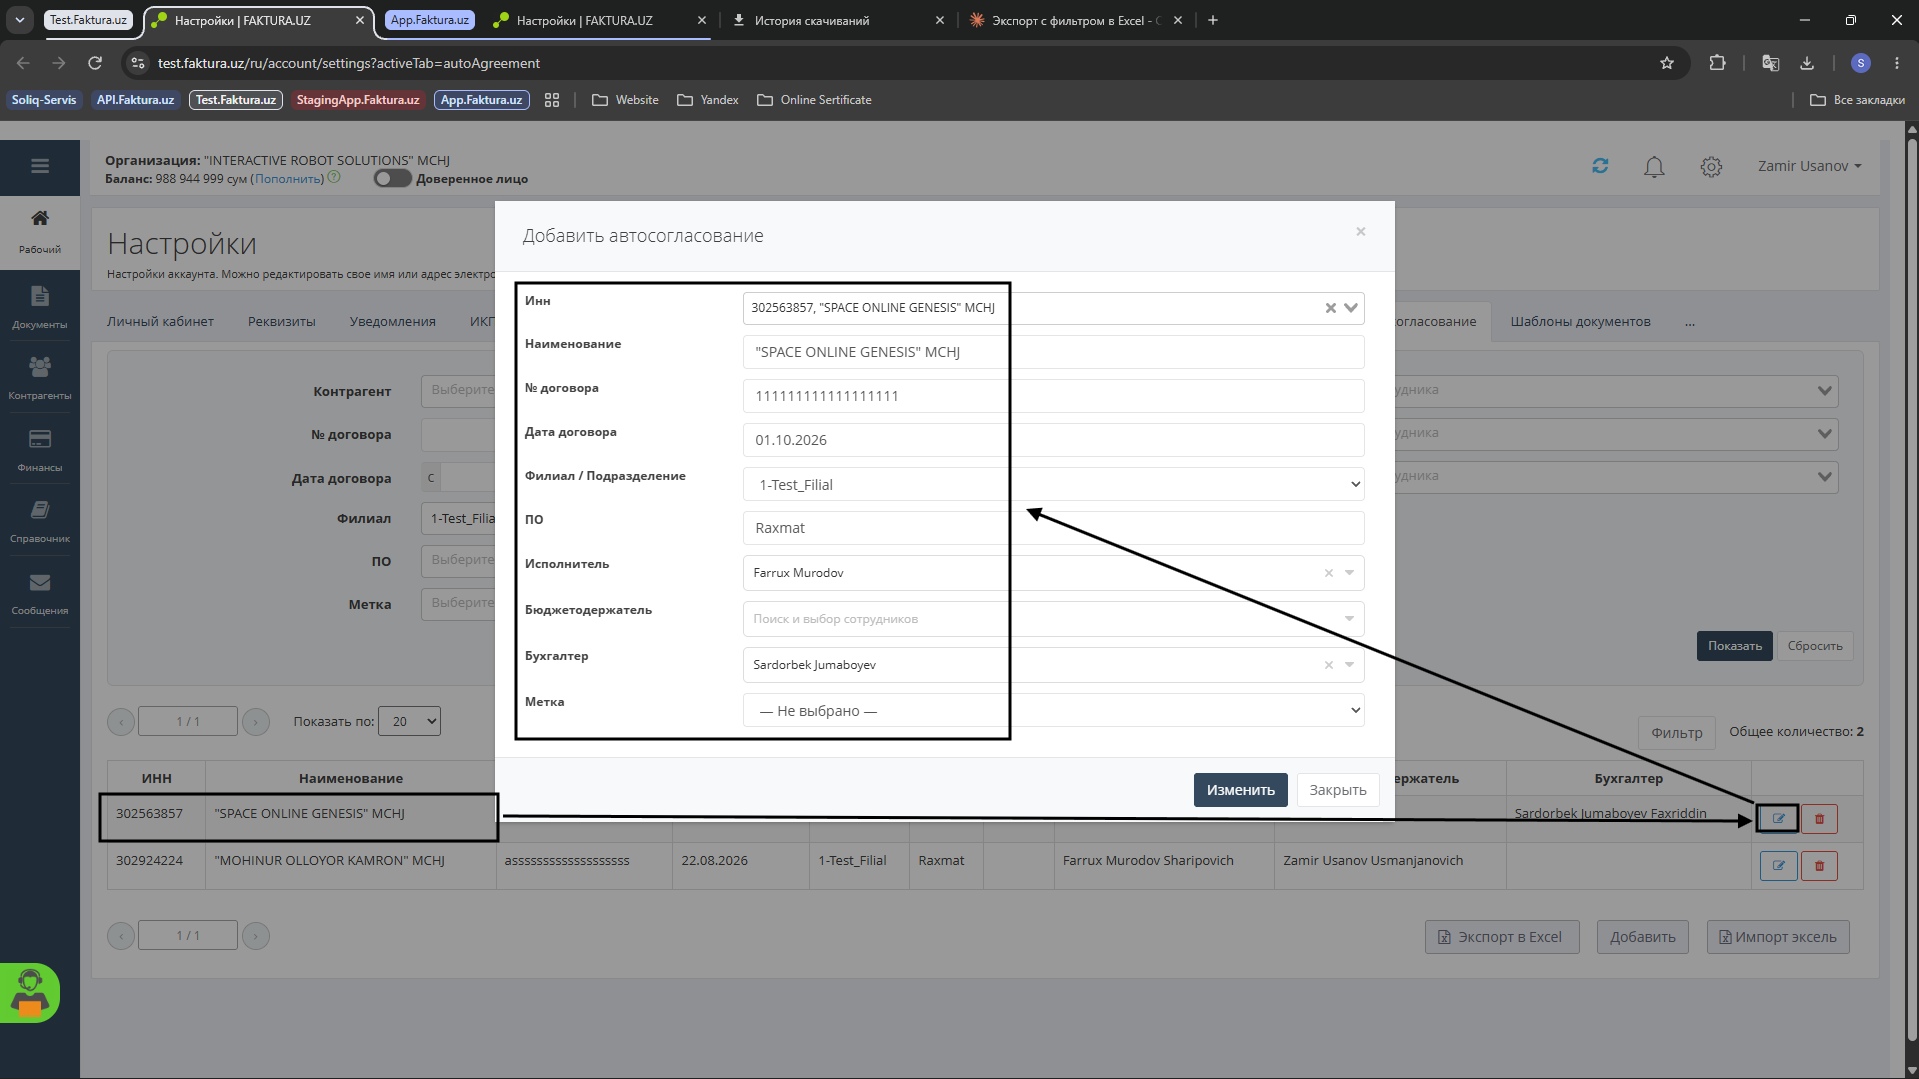 Test.Faktura.uz
Настройки | FAKTURA.UZ
App.Faktura.uz
Настройки | FAKTURA.UZ
История скачиваний
Экспорт с фильтром в Excel -
test.faktura.uz/ru/account/settings?activeTab=autoAgreement
S
Soliq-Servis
API.Faktura.uz
Test.Faktura.uz
StagingApp.Faktura.uz
App.Faktura.uz
Website
Yandex
Online Sertificate
Все закладки
Организация: "INTERACTIVE ROBOT SOLUTIONS" MCHJ
Баланс: 988 944 999 сум (Пополнить) ?
Доверенное лицо
Zamir Usanov
Рабочий
Документы
Контрагенты
Финансы
Справочник
Сообщения
Настройки
Настройки аккаунта. Можно редактировать свое имя или адрес электро
Личный кабинет
Реквизиты
Уведомления
ИКП
огласование
Шаблоны документов
...
Контрагент
Выберите
удника
№ договора
удника
Дата договора
С
удника
Филиал
1-Test_Filia
ПО
Выберите
Метка
Выберите
Показать
Сбросить
Добавить автосогласование
×
Инн
302563857, "SPACE ONLINE GENESIS" MCHJ
Наименование
"SPACE ONLINE GENESIS" MCHJ
№ договора
111111111111111111
Дата договора
01.10.2026
Филиал / Подразделение
1-Test_Filial
ПО
Raxmat
Исполнитель
Farrux Murodov
Бюджетодержатель
Поиск и выбор сотрудников
Бухгалтер
Sardorbek Jumaboyev
Метка
— Не выбрано —
Изменить
Закрыть
1 / 1
Показать по:
20
Фильтр
Общее количество: 2
ИНН
Наименование
ержатель
Бухгалтер
302563857
"SPACE ONLINE GENESIS" MCHJ
Sardorbek Jumaboyev Faxriddin
302924224
"MOHINUR OLLOYOR KAMRON" MCHJ
asssssssssssssssssss
22.08.2026
1-Test_Filial
Raxmat
Farrux Murodov Sharipovich
Zamir Usanov Usmanjanovich
1 / 1
Экспорт в Excel
Добавить
Импорт эксель